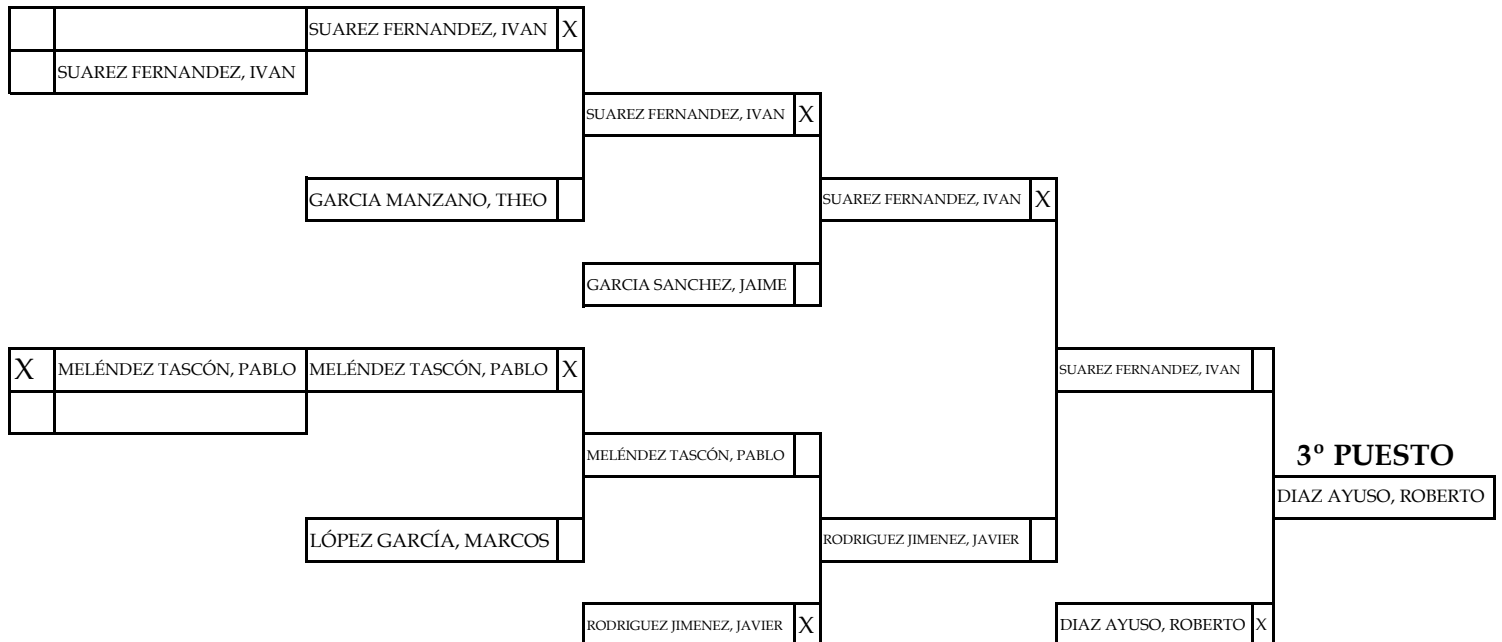 SUAREZ FERNANDEZ, IVAN X
SUAREZ FERNANDEZ, IVAN
SUAREZ FERNANDEZ, IVAN X
GARCIA MANZANO, THEO
SUAREZ FERNANDEZ, IVAN X
GARCIA SANCHEZ, JAIME
X MELÉNDEZ TASCÓN, PABLO MELÉNDEZ TASCÓN, PABLO X
SUAREZ FERNANDEZ, IVAN
MELÉNDEZ TASCÓN, PABLO
3º PUESTO
DIAZ AYUSO, ROBERTO
LÓPEZ GARCÍA, MARCOS
RODRIGUEZ JIMENEZ, JAVIER
RODRIGUEZ JIMENEZ, JAVIER X
DIAZ AYUSO, ROBERTO X